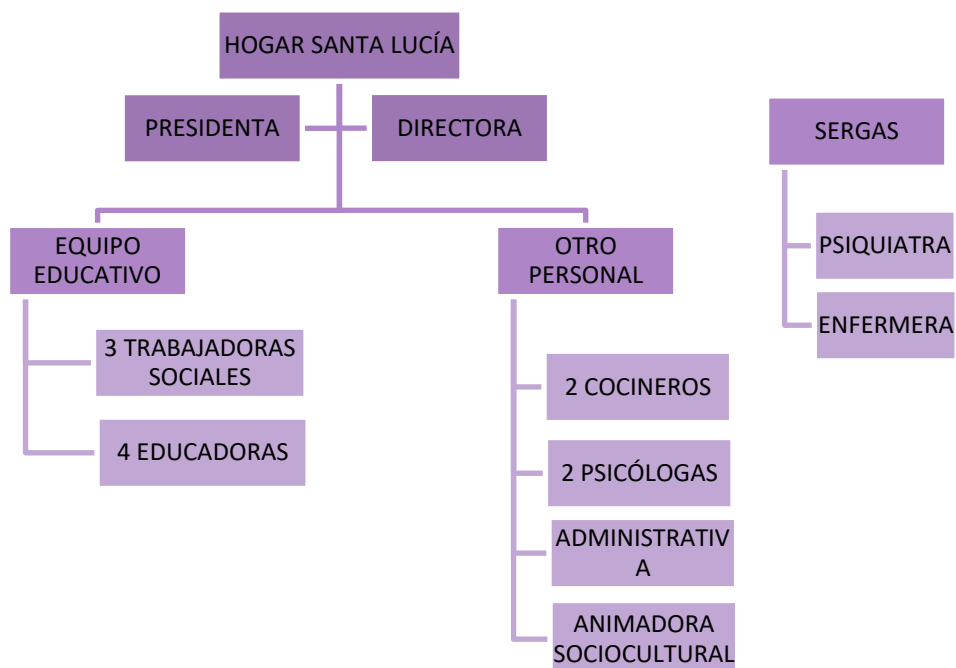 HOGAR SANTA LUCÍA
PRESIDENTA
DIRECTORA
EQUIPO
EDUCATIVO
3 TRABAJADORAS
SOCIALES
4 EDUCADORAS
OTRO
PERSONAL
2 COCINEROS
2 PSICÓLOGAS
ADMINISTRATIV
A
ANIMADORA
SOCIOCULTURAL
SERGAS
PSIQUIATRA
ENFERMERA